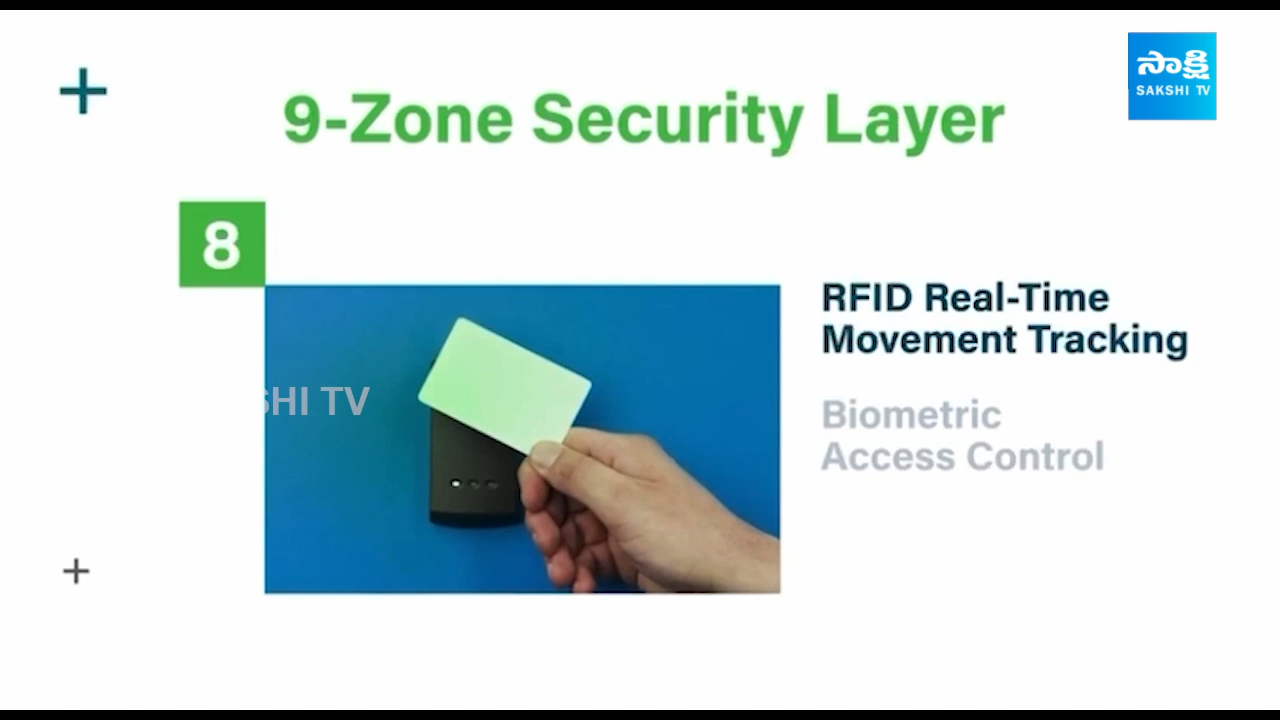 సాక్షి
SAKSHI TV
9-Zone Security Layer
8
RFID Real-Time
Movement Tracking
SHI TV
Biometric
Access Control